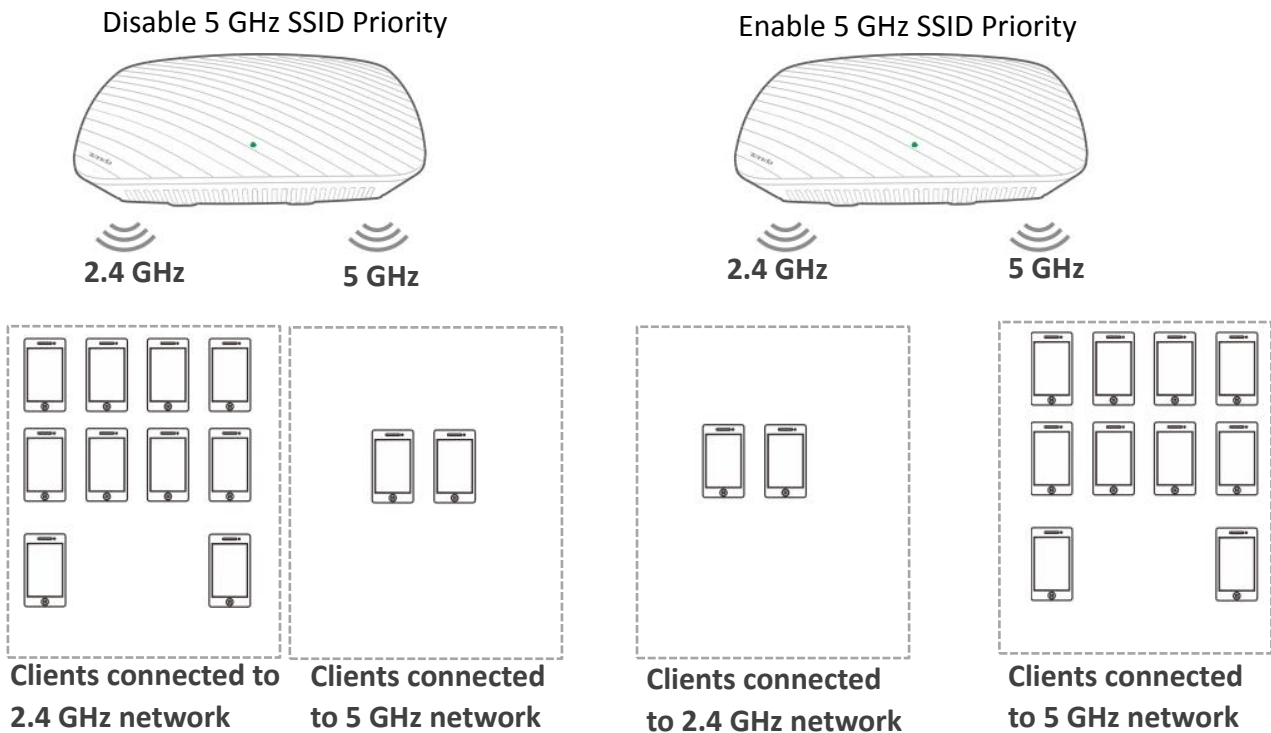 Disable 5 GHz SSID Priority
Enable 5 GHz SSID Priority
Tenda
Tenda
2.4 GHz
5 GHz
2.4 GHz
5 GHz
Clients connected to
2.4 GHz network
Clients connected
to 5 GHz network
Clients connected
to 2.4 GHz network
Clients connected
to 5 GHz network